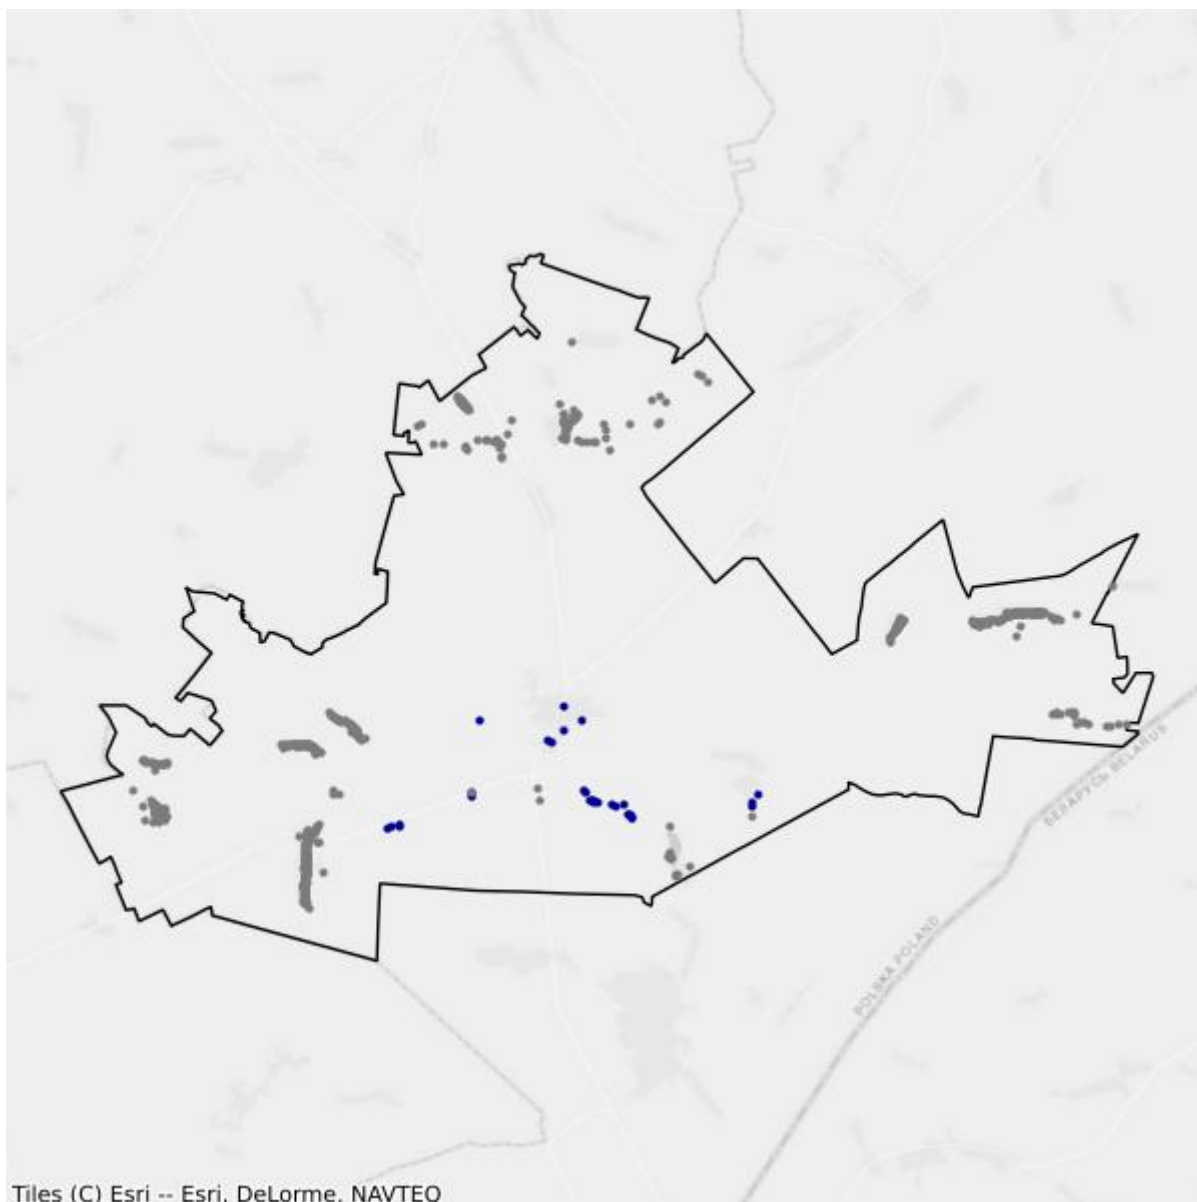 БЕЛАРУСЬ BELARUS
POLSKA POLAND
Tiles (C) Esri -- Esri, DeLorme, NAVTEQ